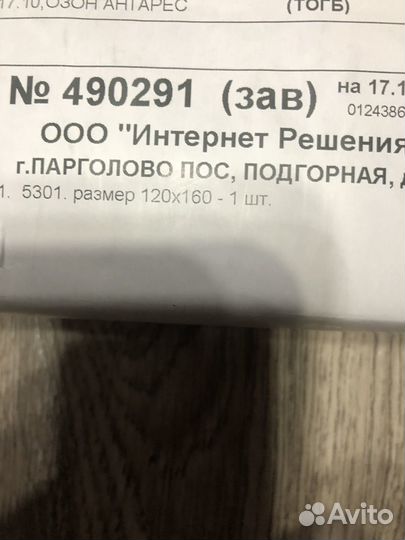 17.10,ОЗОН АНТАРЕС (ТОГБ)
№ 490291 (зав) на 17.1
0124386
ООО "Интернет Решения
г.ПАРГОЛОВО ПОС, ПОДГОРНАЯ, д
1. 5301. размер 120х160 - 1 шт.
Avito